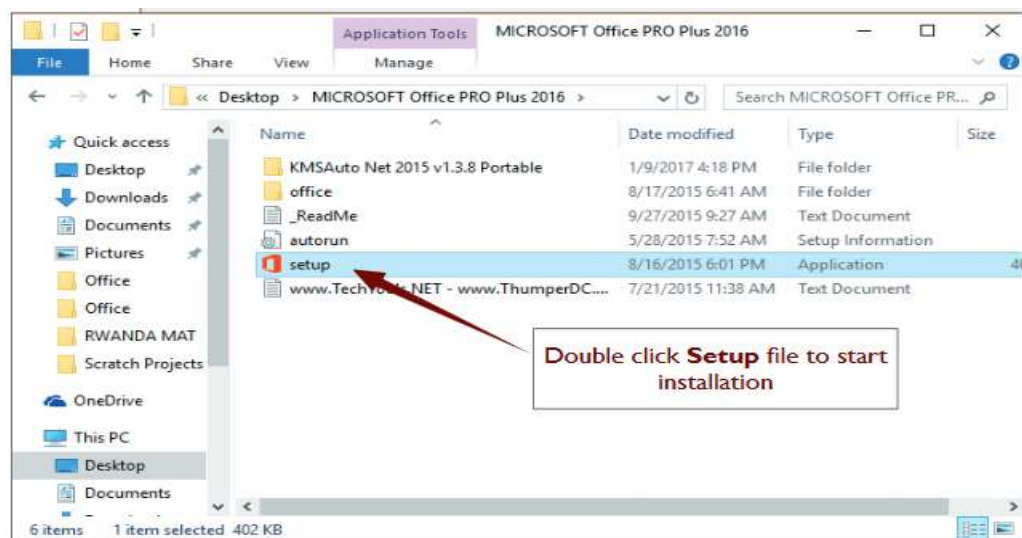 Application Tools
MICROSOFT Office PRO Plus 2016
File Home Share View Manage
« Desktop > MICROSOFT Office PRO Plus 2016 >
Search MICROSOFT Office PR...
Name Date modified Type Size
Quick access
Desktop
Downloads
Documents
Pictures
Office
Office
RWANDA MAT
Scratch Projects
OneDrive
This PC
Desktop
Documents
KMSAuto Net 2015 v1.3.8 Portable 1/9/2017 4:18 PM File folder
office 8/17/2015 6:41 AM File folder
_ReadMe 9/27/2015 9:27 AM Text Document
autorun 5/28/2015 7:52 AM Setup Information
setup 8/16/2015 6:01 PM Application
NET - www.ThumperDC.... 7/21/2015 11:38 AM Text Document
Double click Setup file to start
installation
6 items 1 item selected 402 KB